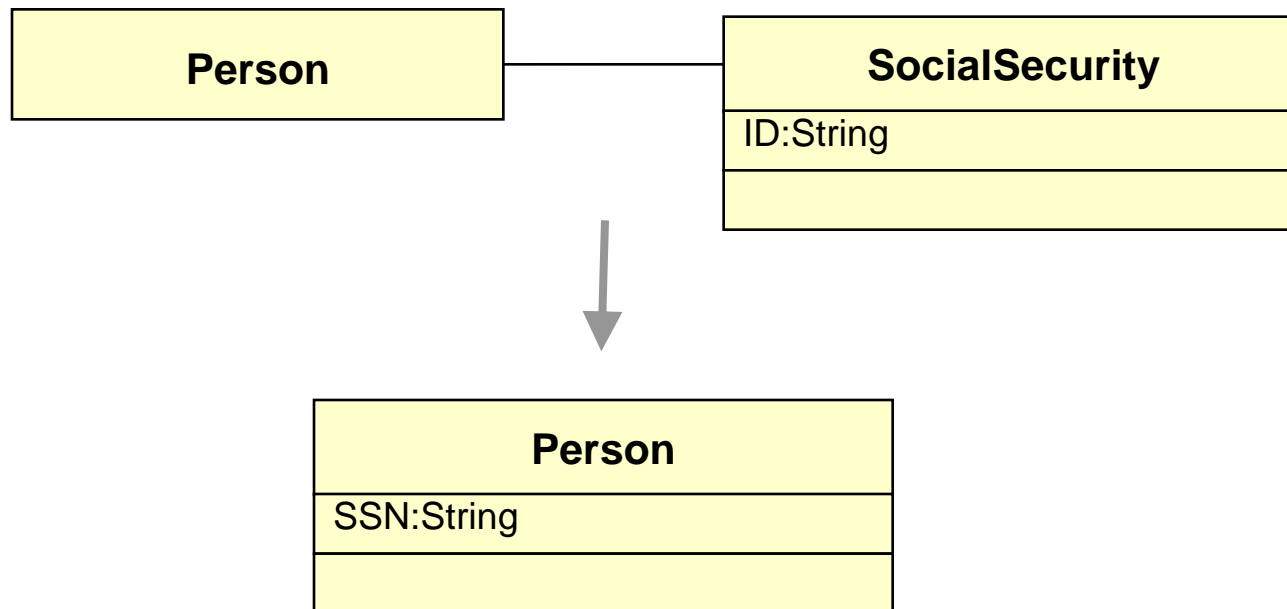 Person
SocialSecurity
ID:String
Person
SSN:String